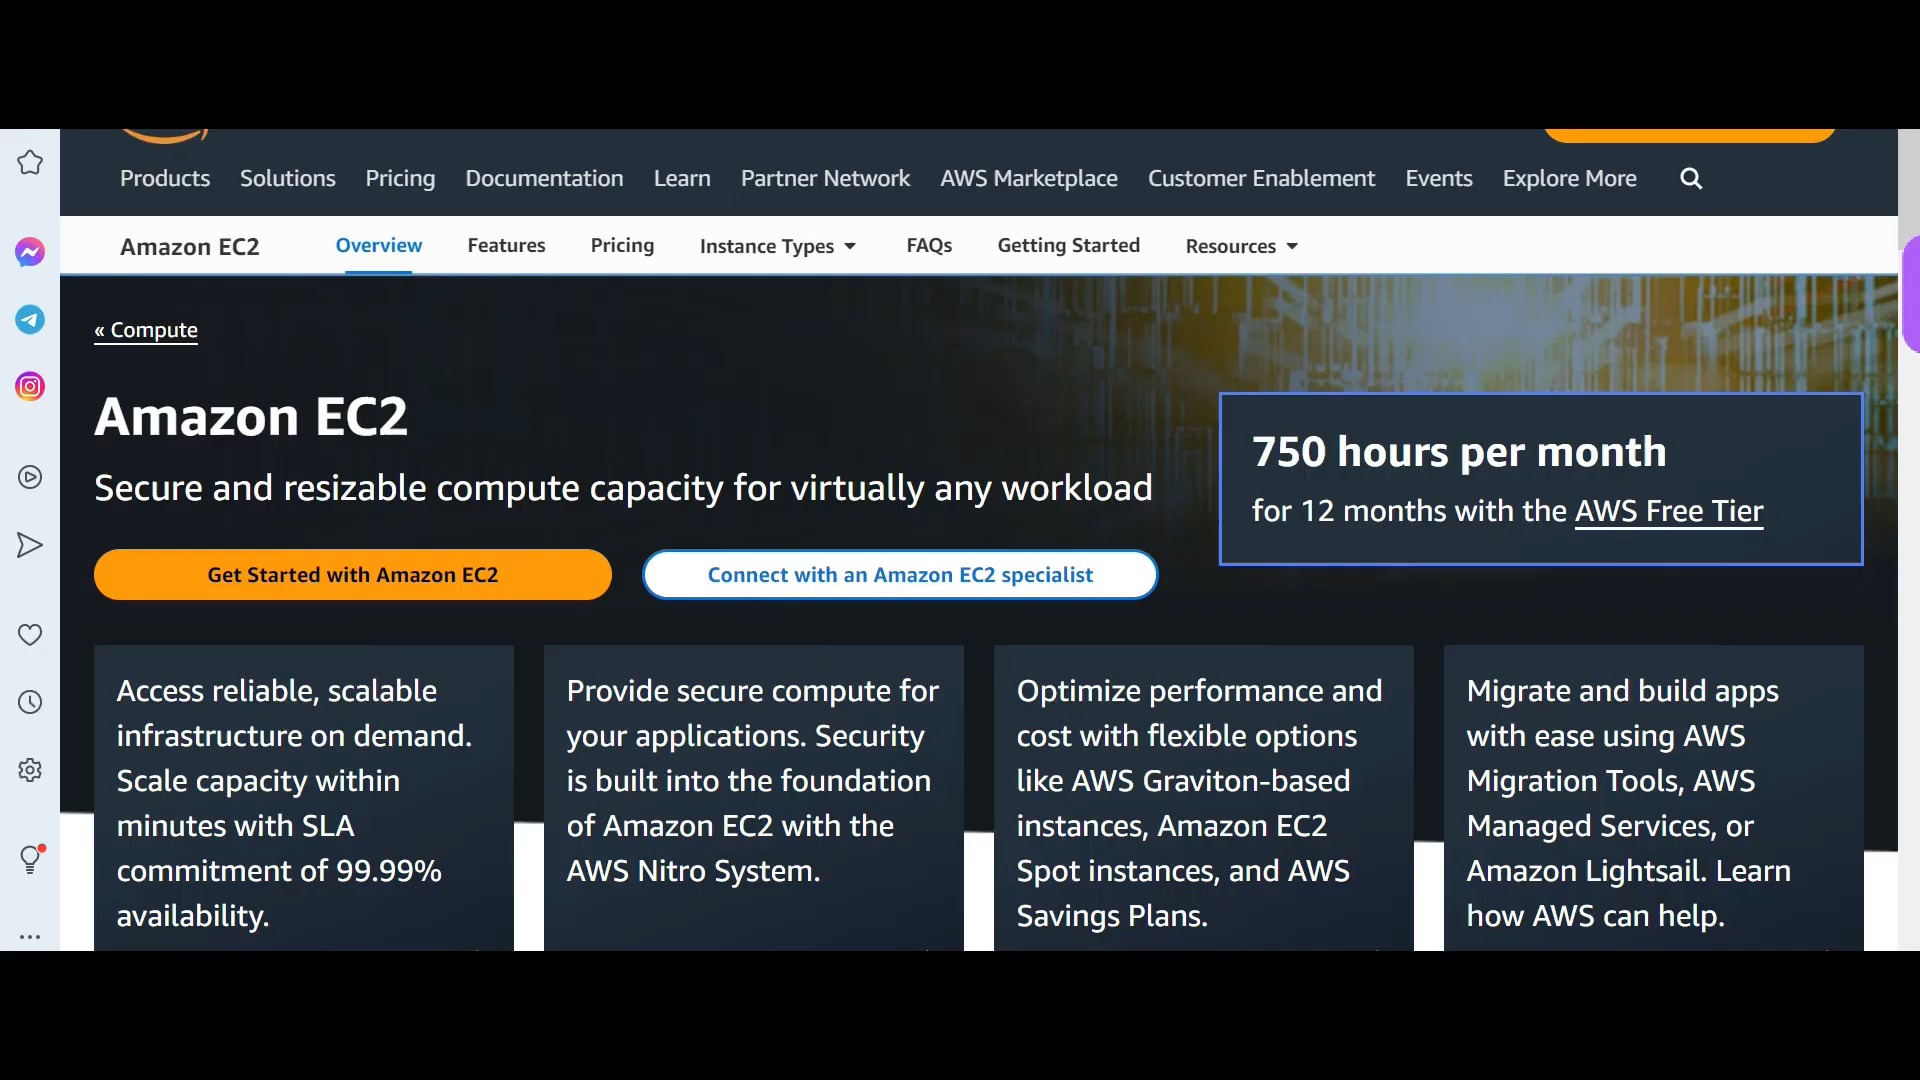 Products Solutions Pricing Documentation Learn Partner Network AWS Marketplace Customer Enablement Events Explore More
Amazon EC2 Overview Features Pricing Instance Types FAQs Getting Started Resources
« Compute
Amazon EC2
Secure and resizable compute capacity for virtually any workload
Get Started with Amazon EC2
Connect with an Amazon EC2 specialist
750 hours per month
for 12 months with the AWS Free Tier
Access reliable, scalable
infrastructure on demand.
Scale capacity within
minutes with SLA
commitment of 99.99%
availability.
Provide secure compute for
your applications. Security
is built into the foundation
of Amazon EC2 with the
AWS Nitro System.
Optimize performance and
cost with flexible options
like AWS Graviton-based
instances, Amazon EC2
Spot instances, and AWS
Savings Plans.
Migrate and build apps
with ease using AWS
Migration Tools, AWS
Managed Services, or
Amazon Lightsail. Learn
how AWS can help.